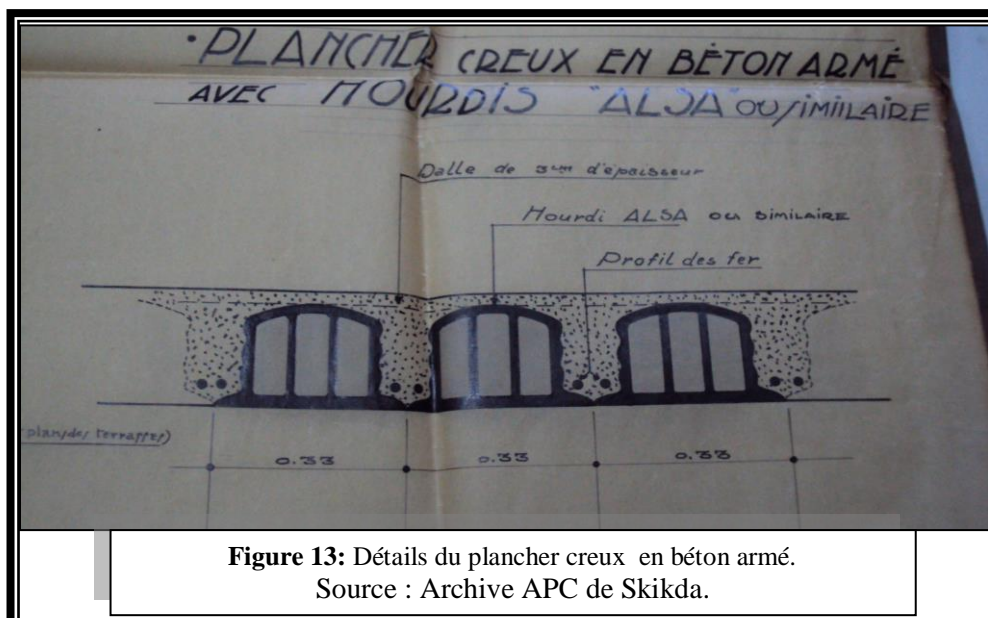 • PLANCHER CREUX EN BÉTON ARMÉ
AVEC HOURDIS "ALSA" OU SIMIILAIRE
Dalle de 3cm d'épaisseur
Hourdi ALSA ou SIMILAIRE
Profil des fer
plan des terrasses)
0.33 0.33 0.33
Figure 13: Détails du plancher creux en béton armé.
Source : Archive APC de Skikda.